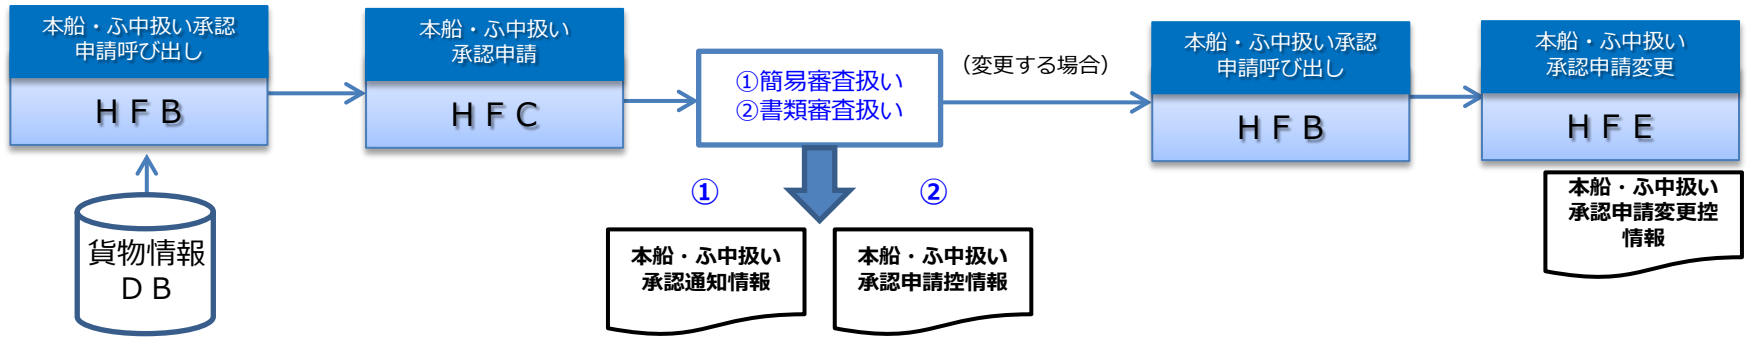 本船・ふ中扱い承認
申請呼び出し
ＨＦＢ
本船・ふ中扱い
承認申請
ＨＦＣ
①簡易審査扱い
②書類審査扱い
（変更する場合）
本船・ふ中扱い承認
申請呼び出し
ＨＦＢ
本船・ふ中扱い
承認申請変更
ＨＦＥ
貨物情報
ＤＢ
①
②
本船・ふ中扱い
承認通知情報
本船・ふ中扱い
承認申請控情報
本船・ふ中扱い
承認申請変更控
情報